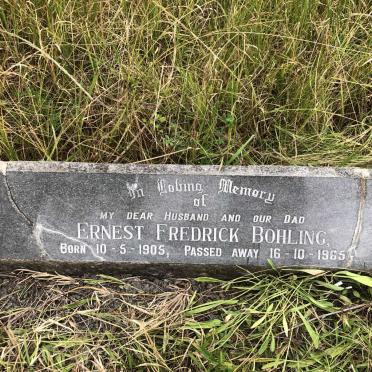 In Loving Memory
of
MY DEAR HUSBAND AND OUR DAD
ERNEST FREDRICK BOHLING,
BORN 10-5-1905, PASSED AWAY 16-10-1965